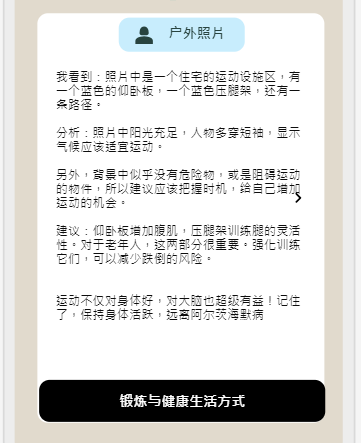 户外照片
我看到：照片中是一个住宅的运动设施区，有
一个蓝色的仰卧板，一个蓝色压腿架，还有一
条路径。
分析：照片中阳光充足，人物多穿短袖，显示
气候应该适宜运动。
另外，背景中似乎没有危险物，或是阻碍运动
的物件，所以建议应该把握时机，给自己增加
运动的机会。
建议：仰卧板增加腹肌，压腿架训练腿的灵活
性。对于老年人，这两部分很重要。强化训练
它们，可以减少跌倒的风险。
运动不仅对身体好，对大脑也超级有益！记住
了，保持身体活跃，远离阿尔茨海默病
锻炼与健康生活方式